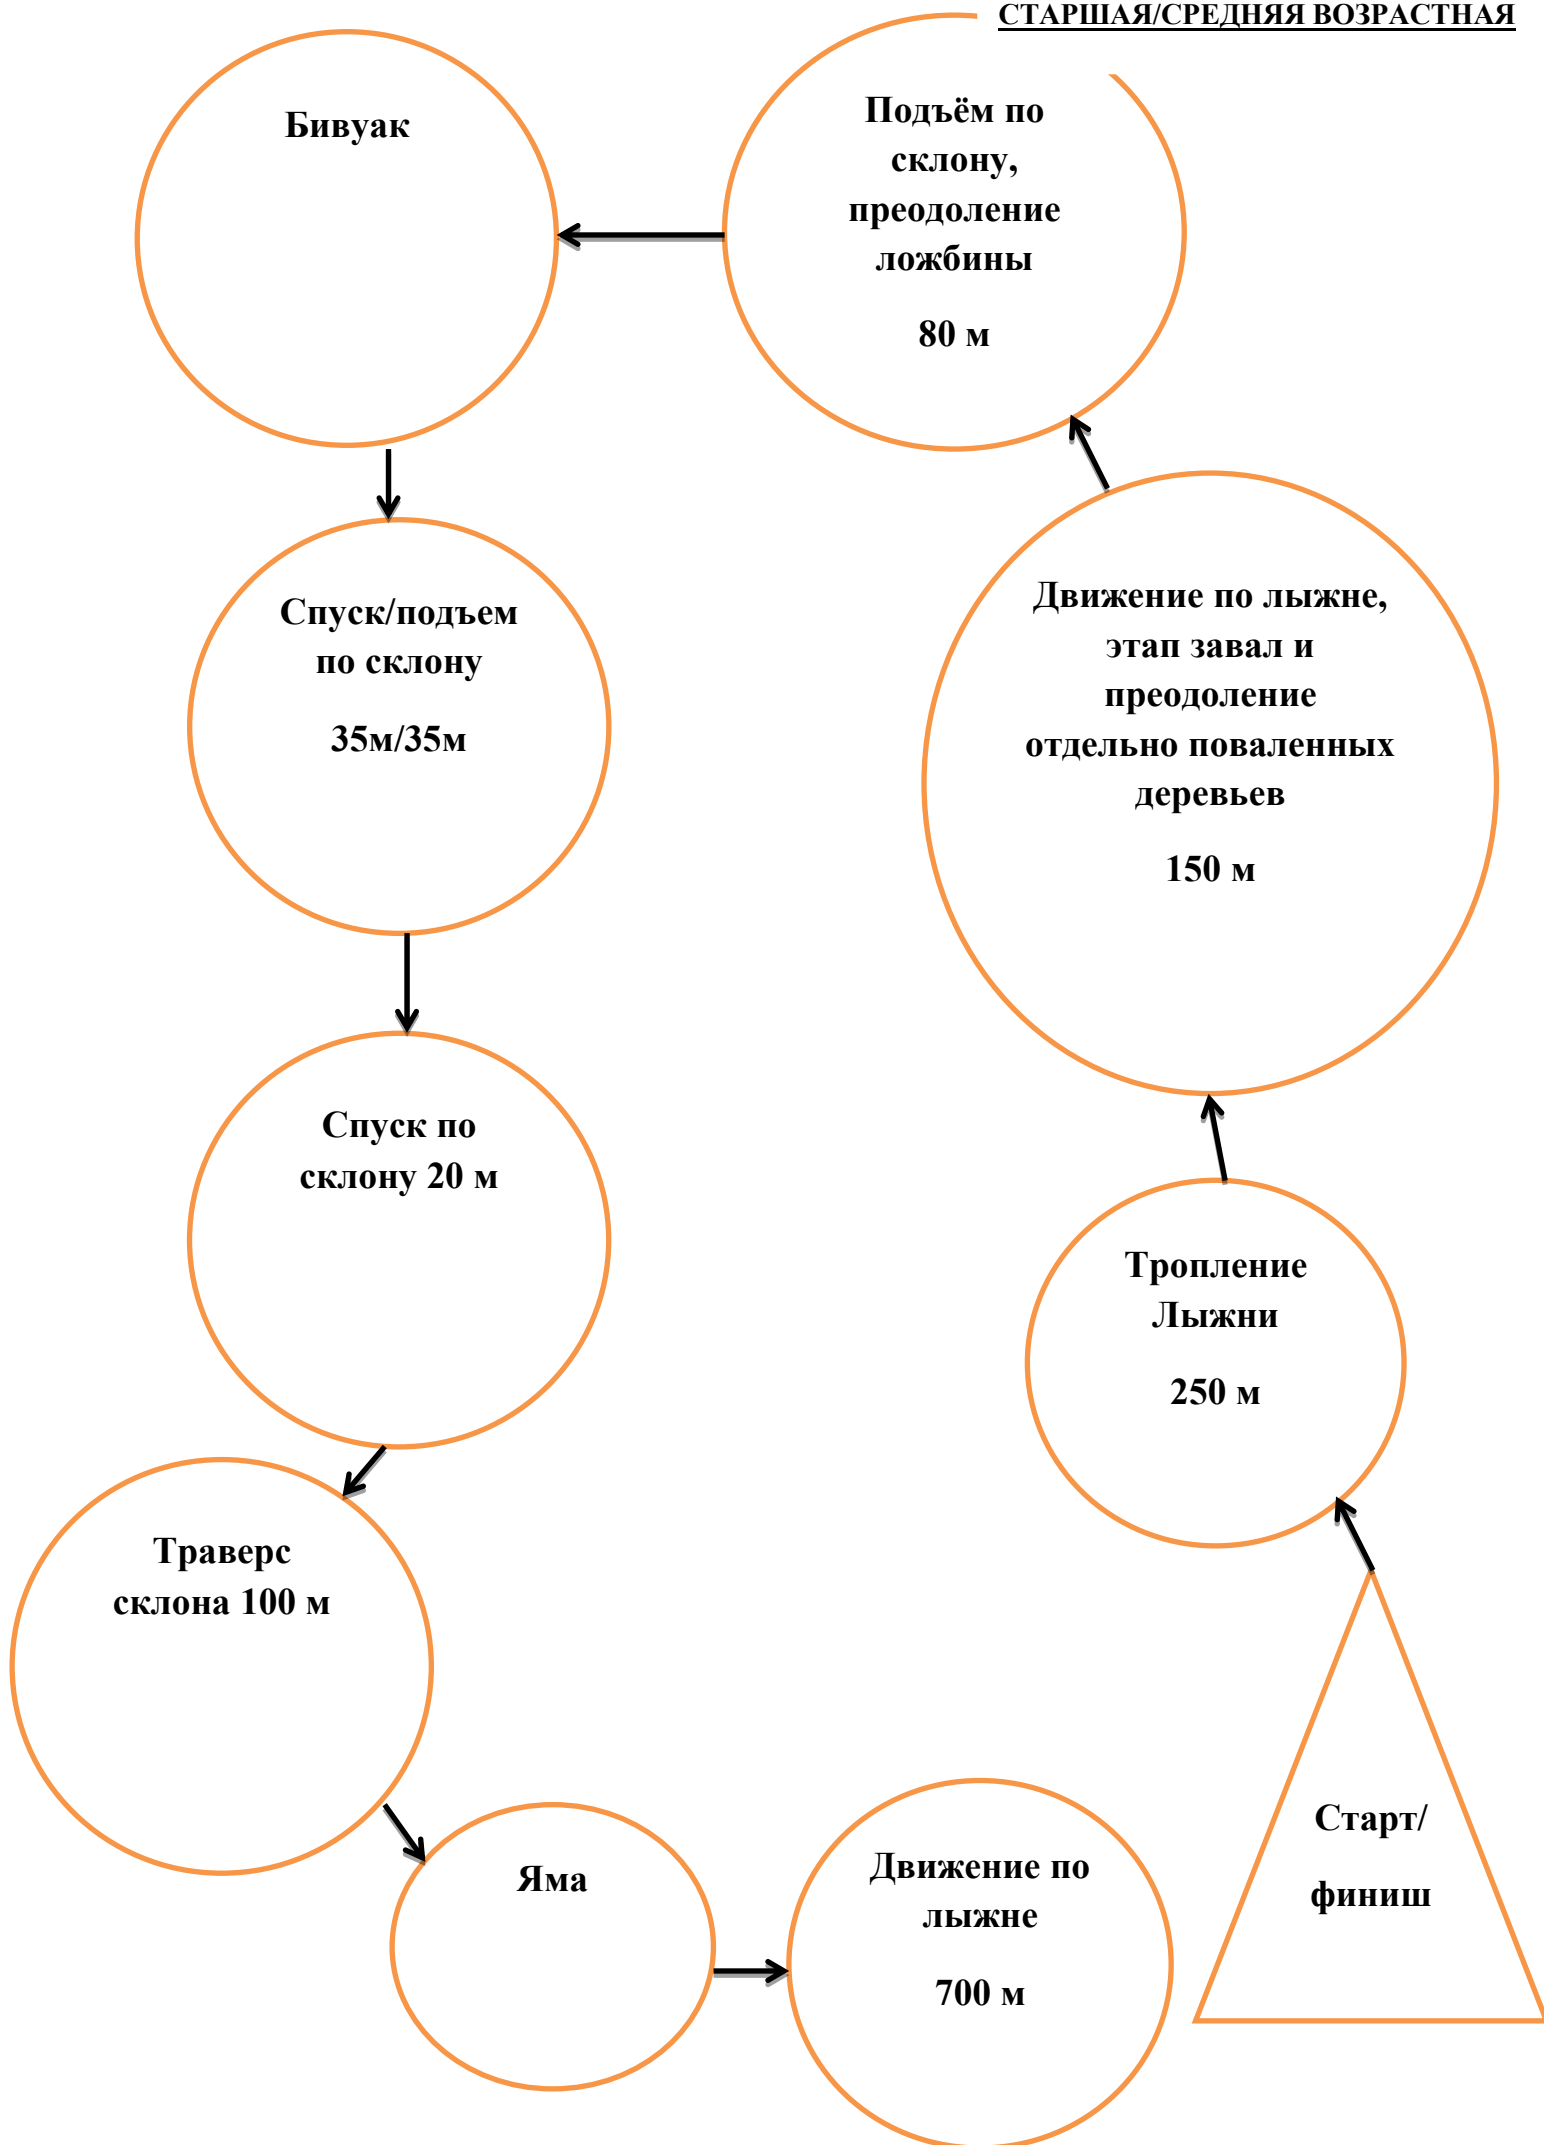 СТАРШАЯ/СРЕДНЯЯ ВОЗРАСТНАЯ
Бивуак
Подъём по
склону,
преодоление
ложбины
80 м
Спуск/подъем
по склону
35м/35м
Движение по лыжне,
этап завал и
преодоление
отдельно поваленных
деревьев
150 м
Спуск по
склону 20 м
Тропление
Лыжни
250 м
Траверс
склона 100 м
Яма
Движение по
лыжне
700 м
Старт/
финиш